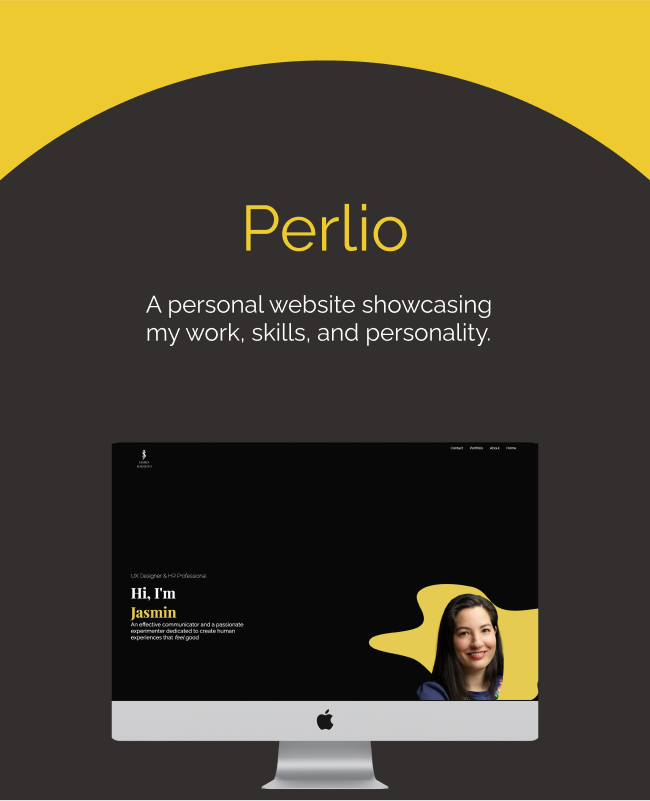 Perlio
A personal website showcasing
my work, skills, and personality.
Contact Portfolio About Home
UX Designer & HR Professional
Hi, I'm
Jasmin
An effective communicator and a passionate
experimenter dedicated to create human
experiences that feel good